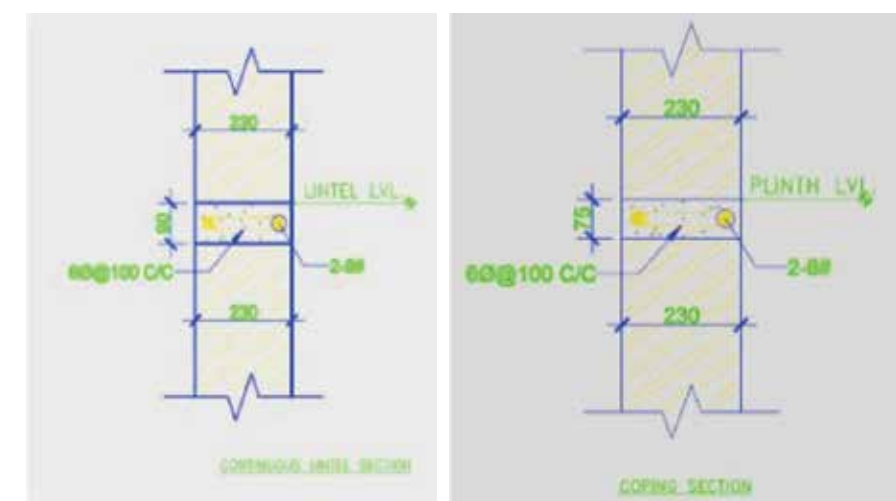 230
LINTEL LVL.
6Ø@100 C/C
2-8#
230
CONTINUOUS LINTEL SECTION
230
PLINTH LVL.
75
6Ø@100 C/C
2-8#
230
COPING SECTION